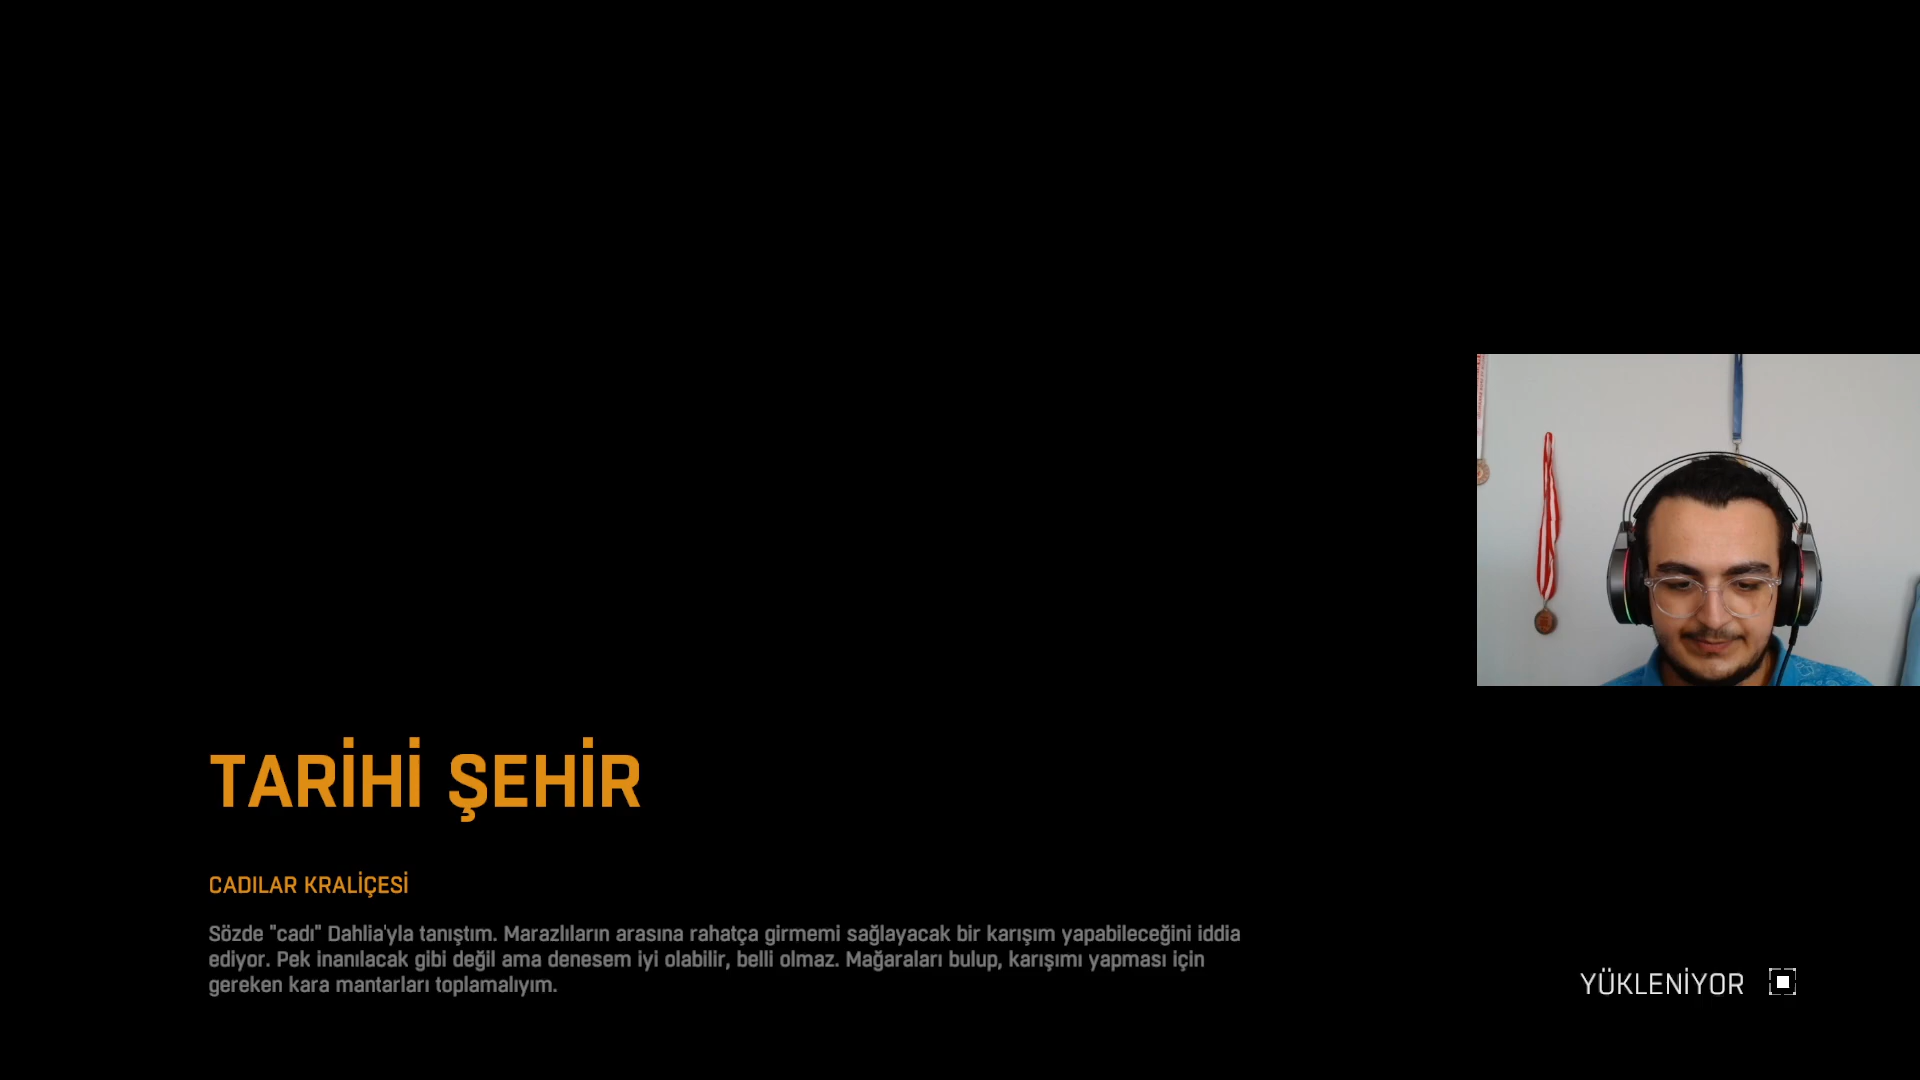 TARİHİ ŞEHİR
CADILAR KRALİÇESİ
Sözde "cadı" Dahlia'yla tanıştım. Marazlıların arasına rahatça girmemi sağlayacak bir karışım yapabileceğini iddia
ediyor. Pek inanılacak gibi değil ama denesem iyi olabilir, belli olmaz. Mağaraları bulup, karışımı yapması için
gereken kara mantarları toplamalıyım.
YÜKLENİYOR